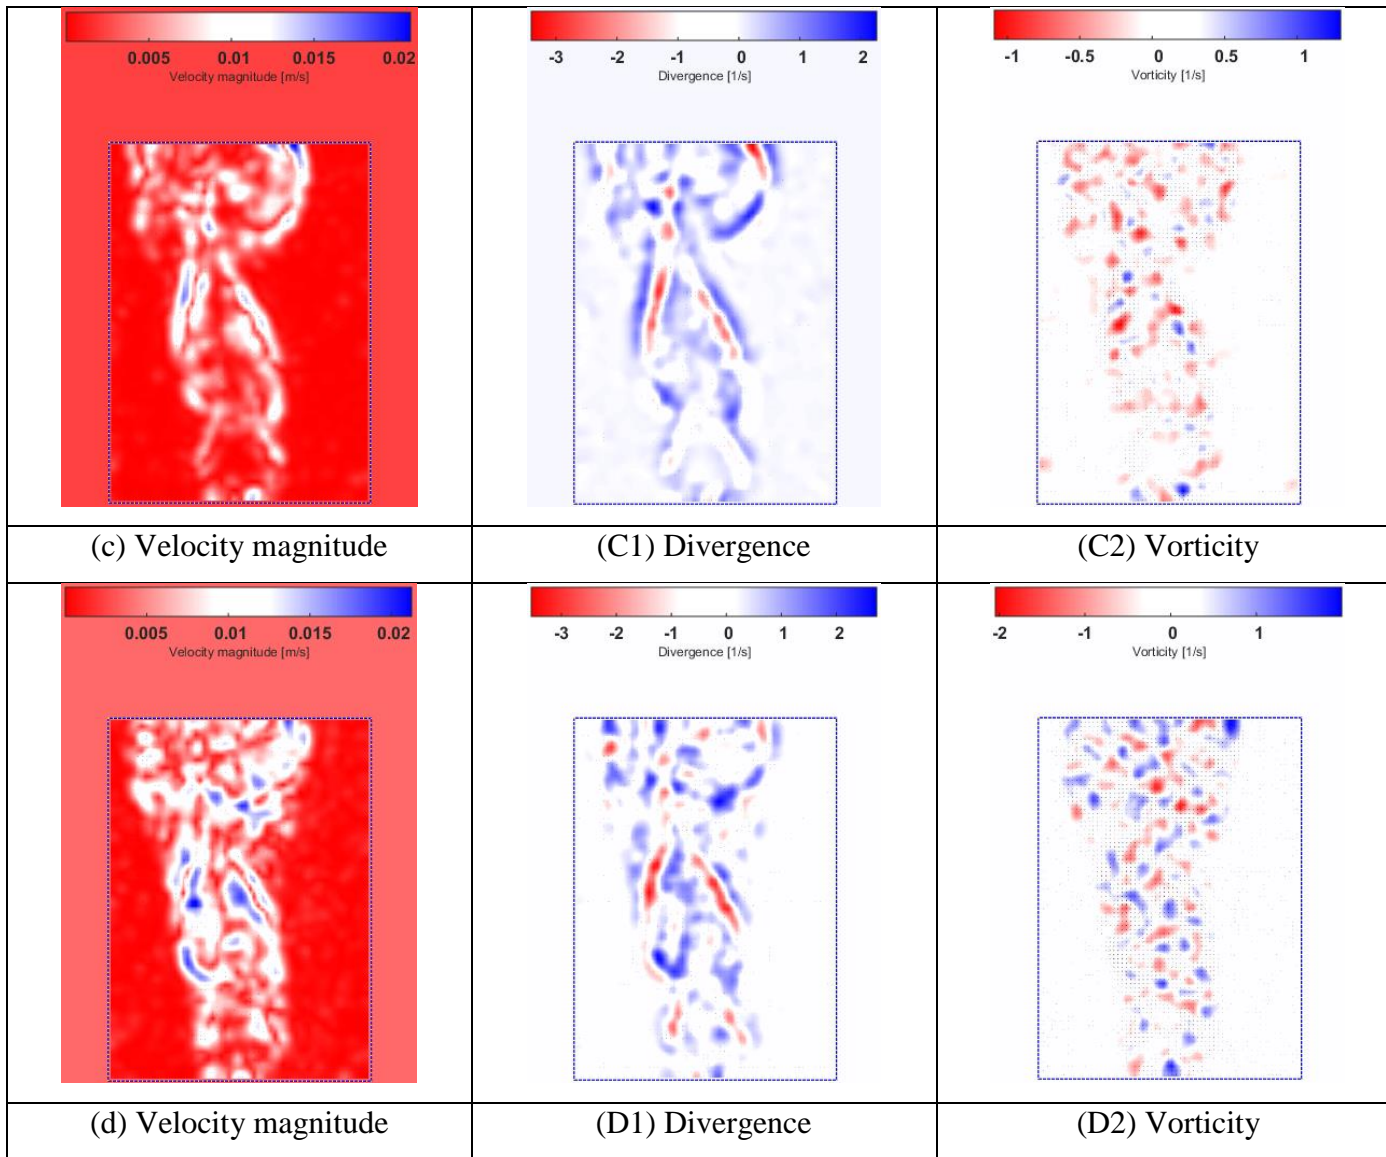 0.005 0.01 0.015 0.02
Velocity magnitude [m/s]
-3 -2 -1 0 1 2
Divergence [1/s]
-1 -0.5 0 0.5 1
Vorticity [1/s]
(c) Velocity magnitude
(C1) Divergence
(C2) Vorticity
0.005 0.01 0.015 0.02
Velocity magnitude [m/s]
-3 -2 -1 0 1 2
Divergence [1/s]
-2 -1 0 1
Vorticity [1/s]
(d) Velocity magnitude
(D1) Divergence
(D2) Vorticity